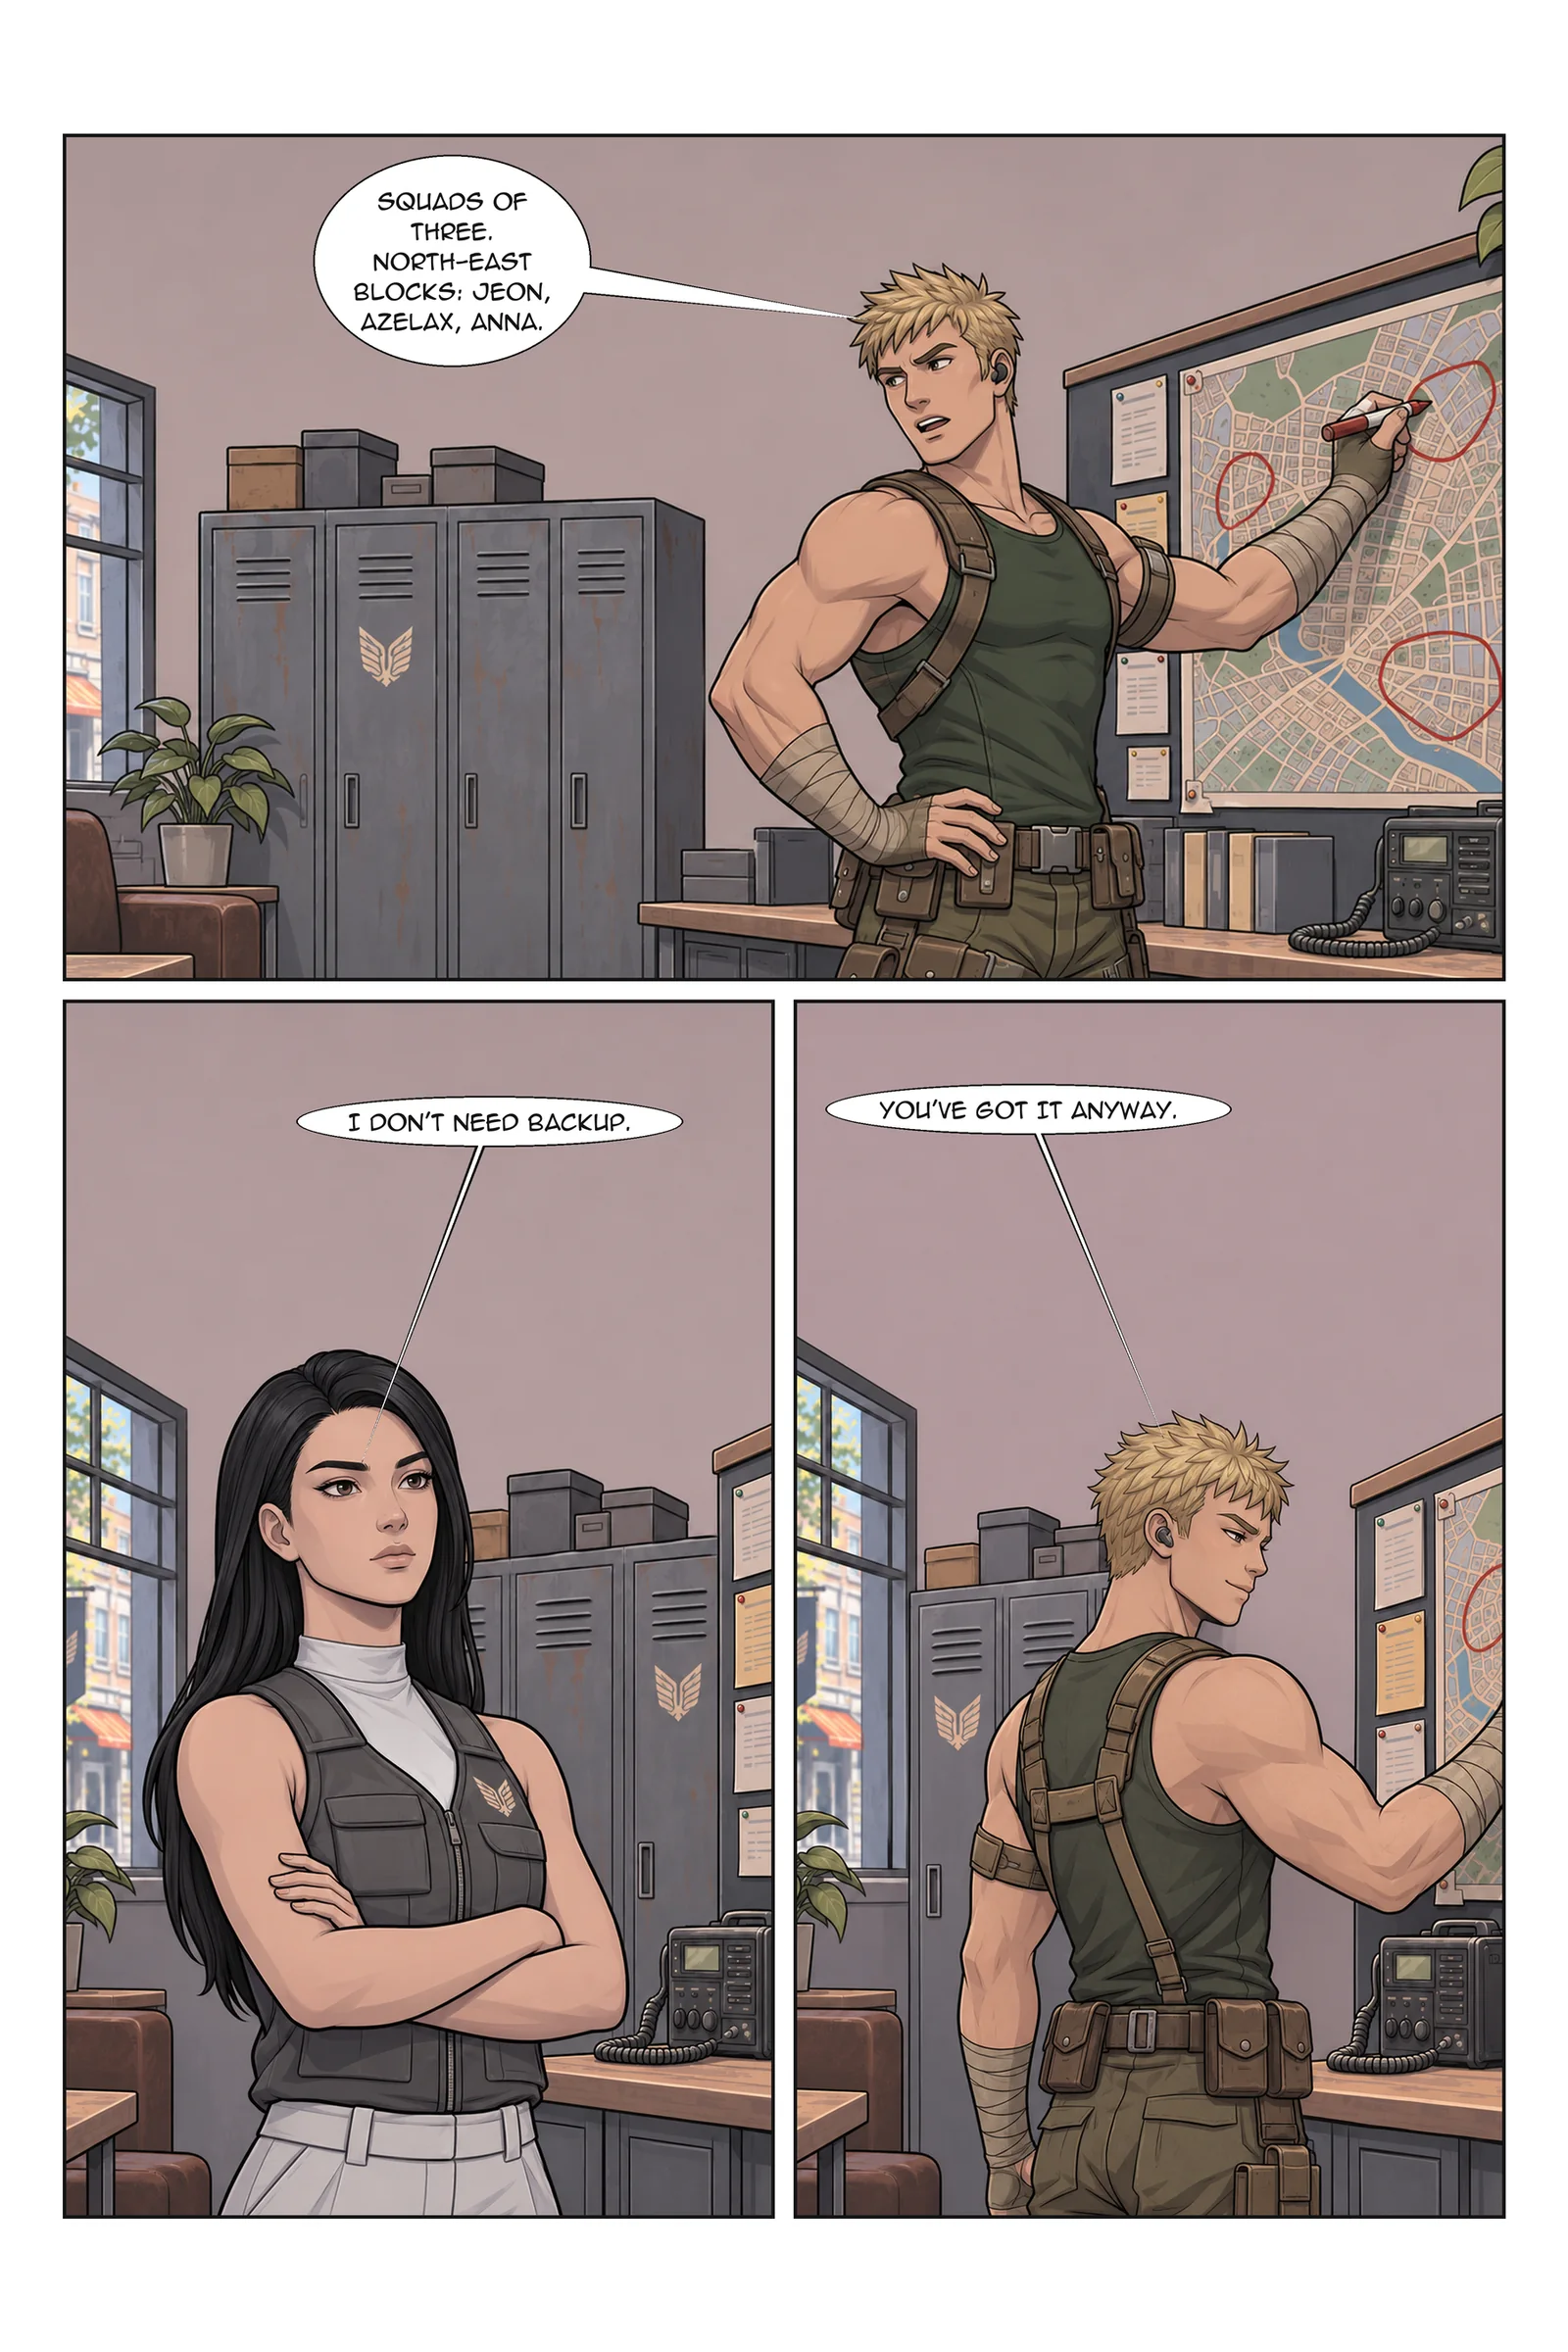 SQUADS OF
THREE.
NORTH-EAST
BLOCKS: JEON,
AZELAX, ANNA.
I DON'T NEED BACKUP.
YOU'VE GOT IT ANYWAY.